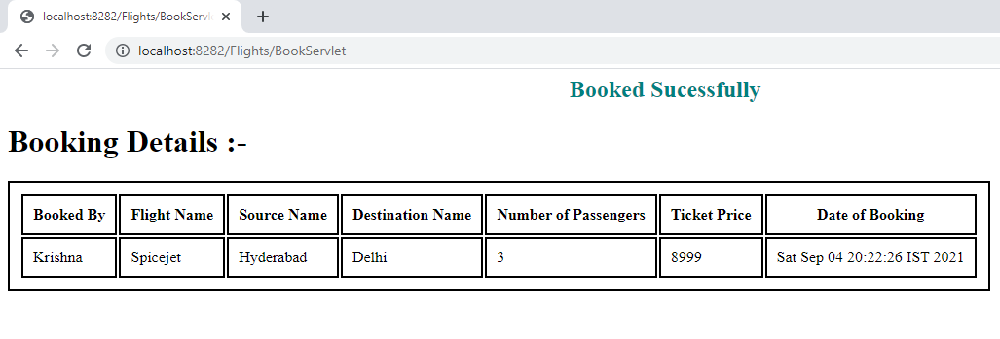 localhost:8282/Flights/BookServl
localhost:8282/Flights/BookServlet
Booked Sucessfully
Booking Details :-
Booked By Flight Name Source Name Destination Name Number of Passengers Ticket Price Date of Booking
Krishna Spicejet Hyderabad Delhi 3 8999 Sat Sep 04 20:22:26 IST 2021